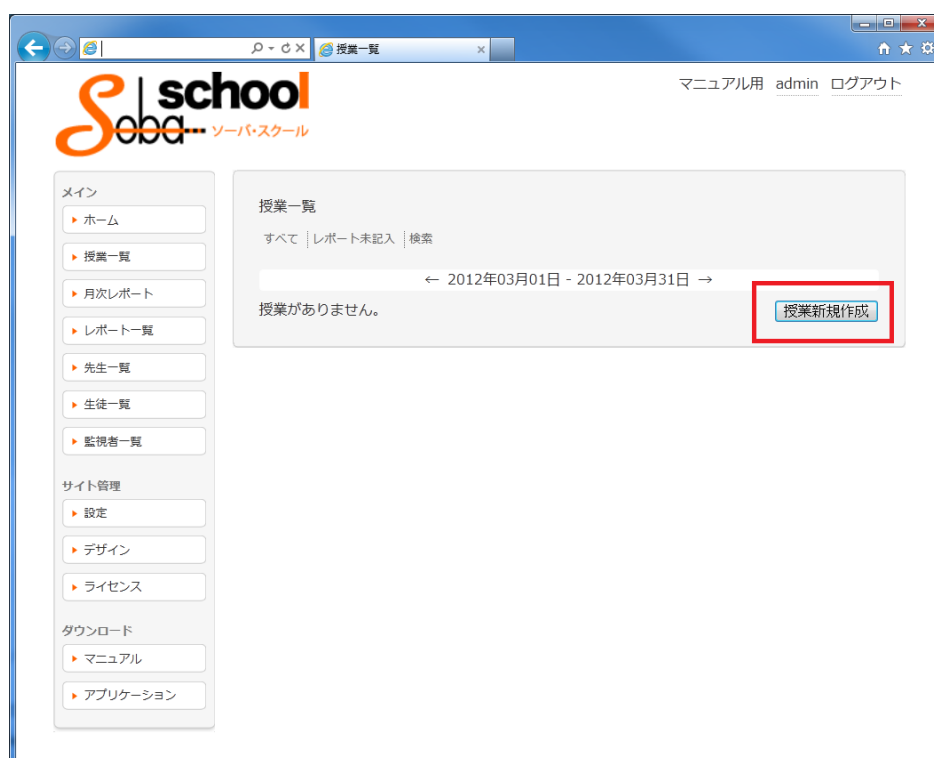 授業一覧
school
Soba
ソーバ・スクール
マニュアル用 admin ログアウト
メイン
ホーム
授業一覧
月次レポート
レポート一覧
先生一覧
生徒一覧
監視者一覧
サイト管理
設定
デザイン
ライセンス
ダウンロード
マニュアル
アプリケーション
授業一覧
すべて レポート未記入 検索
← 2012年03月01日 - 2012年03月31日 →
授業がありません。
授業新規作成